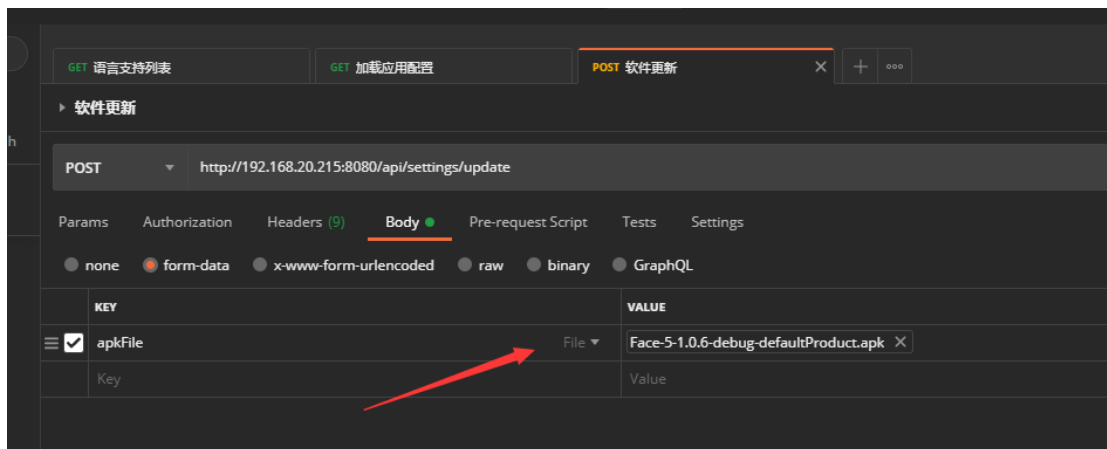 GET 语言支持列表 GET 加载应用配置 POST 软件更新
软件更新
h
POST http://192.168.20.215:8080/api/settings/update
Params Authorization Headers (9) Body Pre-request Script Tests Settings
none form-data x-www-form-urlencoded raw binary GraphQL
KEY VALUE
apkFile File Face-5-1.0.6-debug-defaultProduct.apk
Key Value